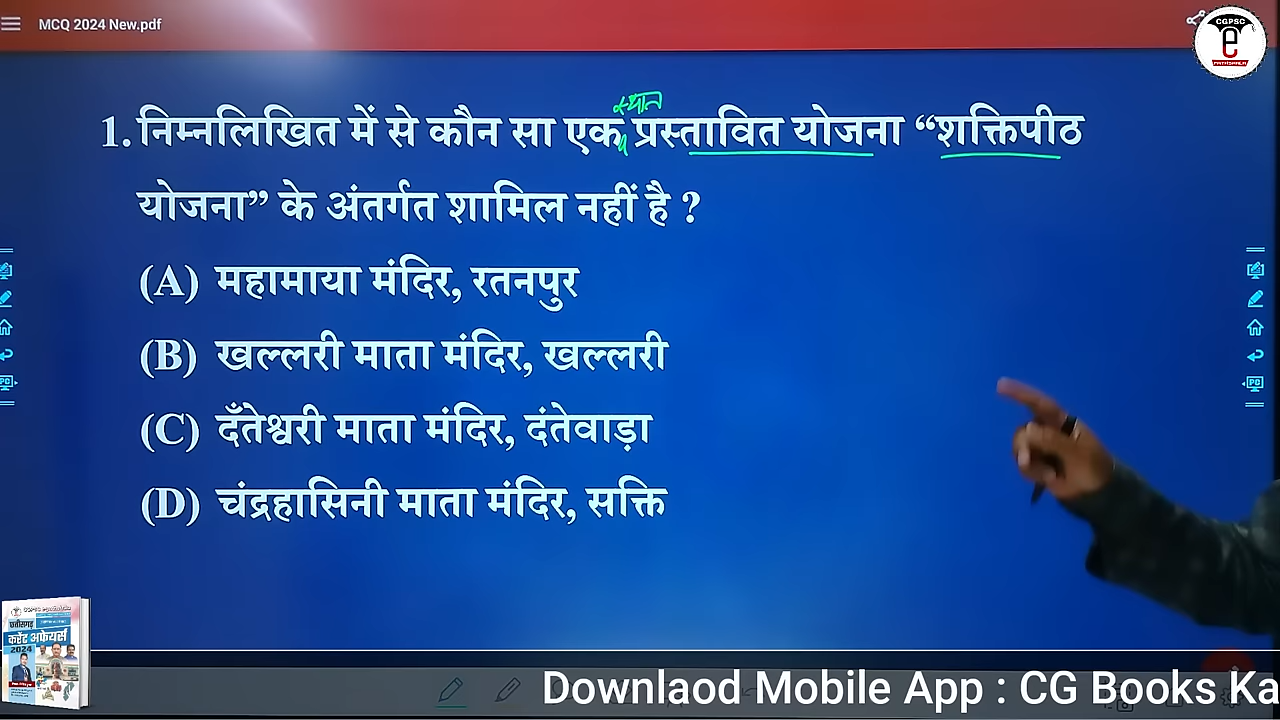 MCQ 2024 New.pdf
CGPSC
स्थान
1. निम्नलिखित में से कौन सा एक प्रस्तावित योजना “शक्तिपीठ
योजना” के अंतर्गत शामिल नहीं है ?
(A) महामाया मंदिर, रतनपुर
(B) खल्लरी माता मंदिर, खल्लरी
(C) दँतेश्वरी माता मंदिर, दंतेवाड़ा
(D) चंद्रहासिनी माता मंदिर, सक्ति
छत्तीसगढ़
करेंट अफेयर्स
2024
Downlaod Mobile App : CG Books Ka